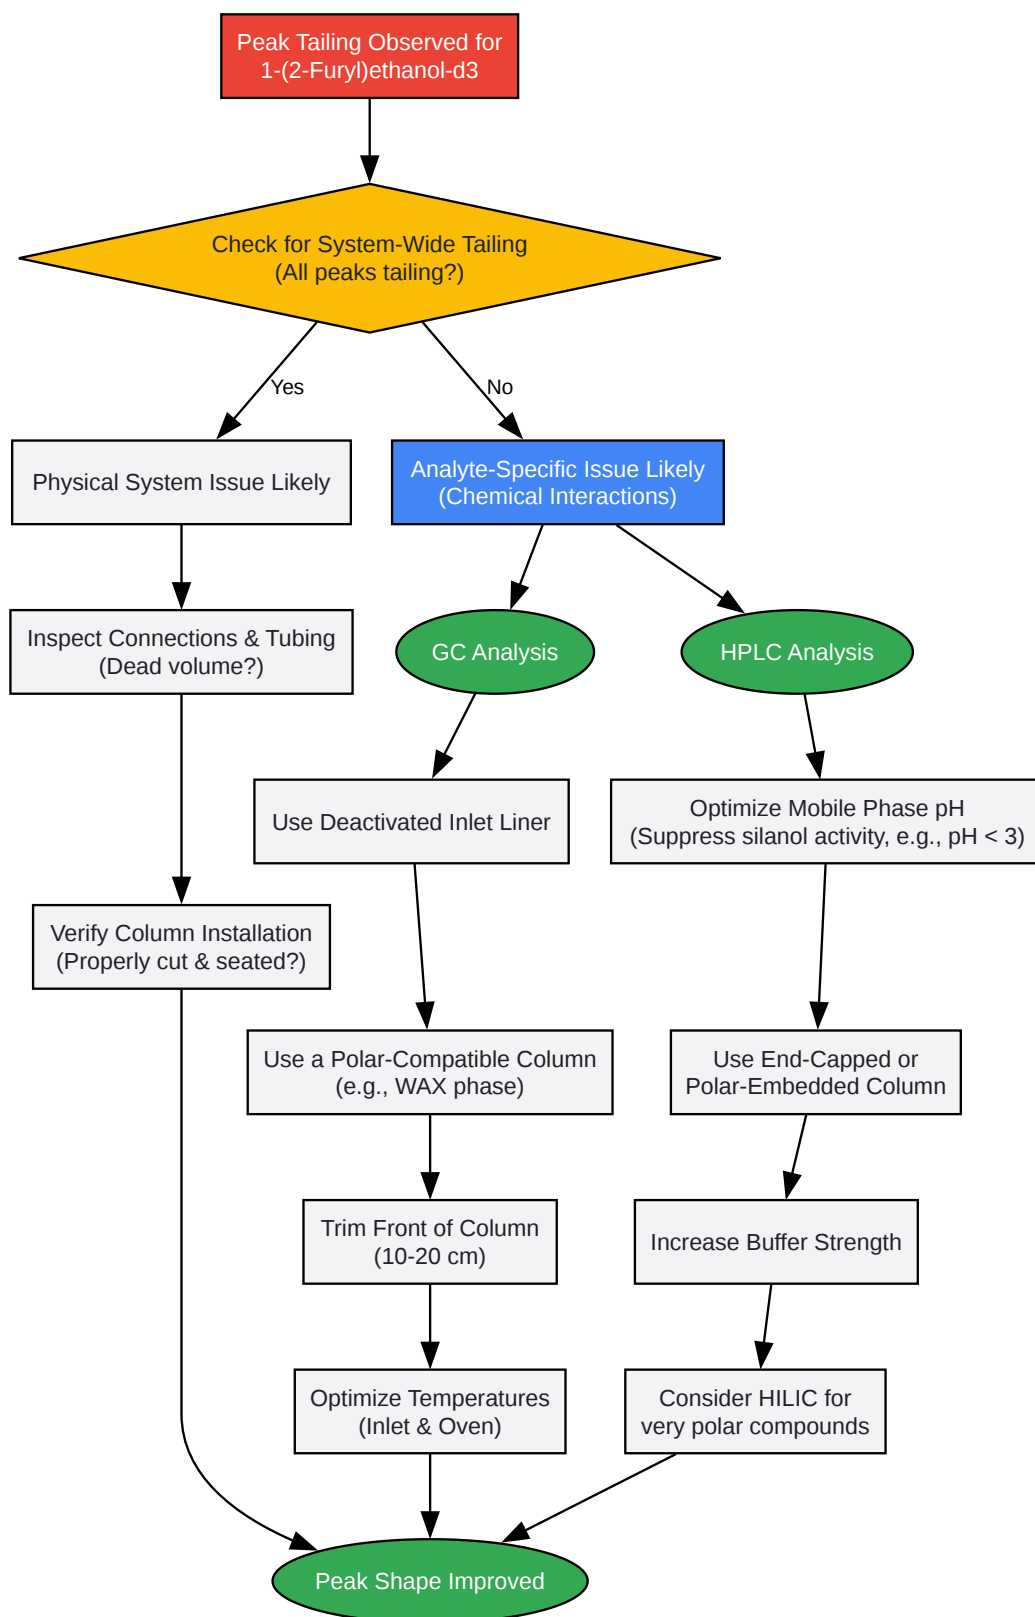 Peak Tailing Observed for
1-(2-Furyl)ethanol-d3
Check for System-Wide Tailing
(All peaks tailing?)
Yes
No
Physical System Issue Likely
Analyte-Specific Issue Likely
(Chemical Interactions)
Inspect Connections & Tubing
(Dead volume?)
GC Analysis
HPLC Analysis
Use Deactivated Inlet Liner
Optimize Mobile Phase pH
(Suppress silanol activity, e.g., pH < 3)
Verify Column Installation
(Properly cut & seated?)
Use a Polar-Compatible Column
(e.g., WAX phase)
Use End-Capped or
Polar-Embedded Column
Trim Front of Column
(10-20 cm)
Increase Buffer Strength
Optimize Temperatures
(Inlet & Oven)
Consider HILIC for
very polar compounds
Peak Shape Improved